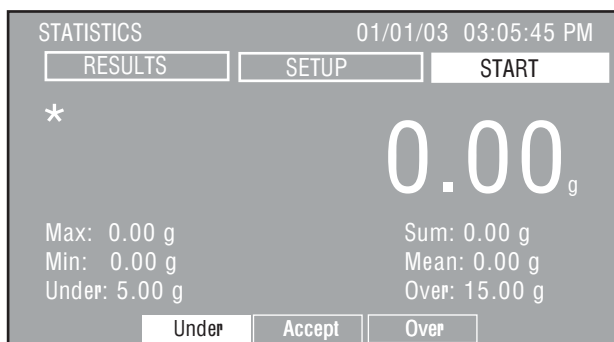 STATISTICS 01/01/03 03:05:45 PM
RESULTS SETUP START
*
0.00 g
Max: 0.00 g Sum: 0.00 g
Min: 0.00 g Mean: 0.00 g
Under: 5.00 g Over: 15.00 g
Under Accept Over